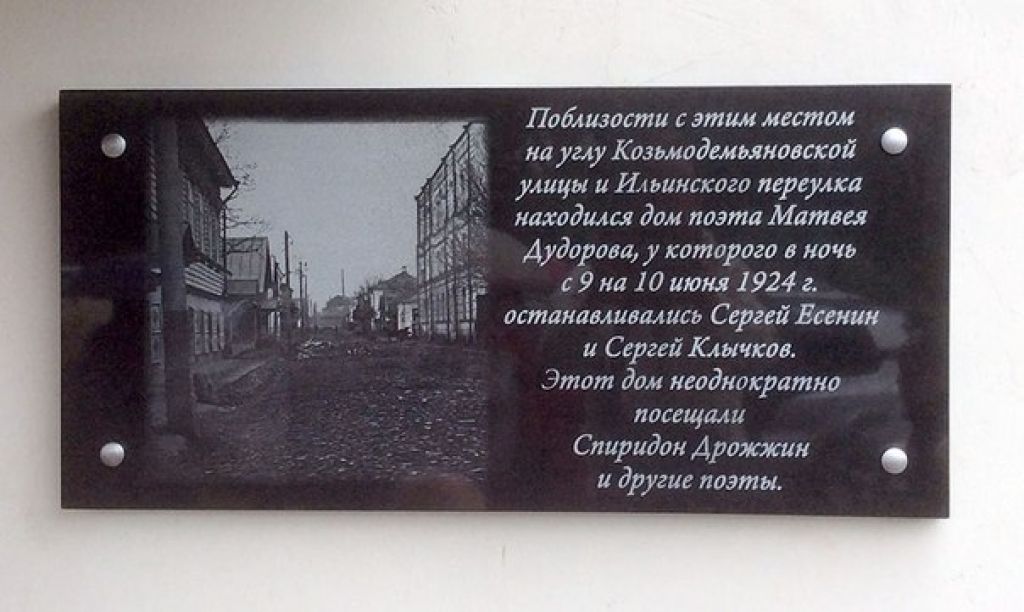 Поблизости с этим местом
на углу Козьмодемьяновской
улицы и Ильинского переулка
находился дом поэта Матвея
Дудорова, у которого в ночь
с 9 на 10 июня 1924 г.
останавливались Сергей Есенин
и Сергей Клычков.
Этот дом неоднократно
посещали
Спиридон Дрожжин
и другие поэты.